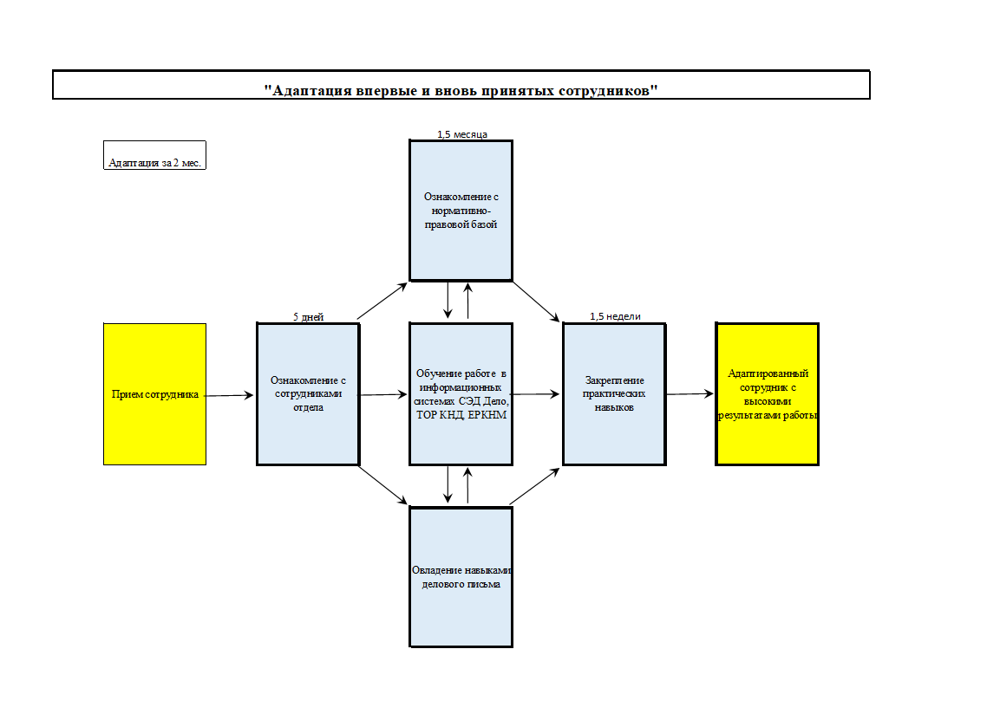 "Адаптация впервые и вновь принятых сотрудников"
1,5 месяца
Адаптация за 2 мес.
Ознакомление с
нормативно-
правовой базой
5 дней
1,5 недели
Прием сотрудника
Ознакомление с
сотрудниками
отдела
Обучение работе в
информационных
системах СЭД Дело,
ТОР КНД, ЕРКНМ
Закрепление
практических
навыков
Адаптированный
сотрудник с
высокими
результатами работы
Овладение навыками
делового письма